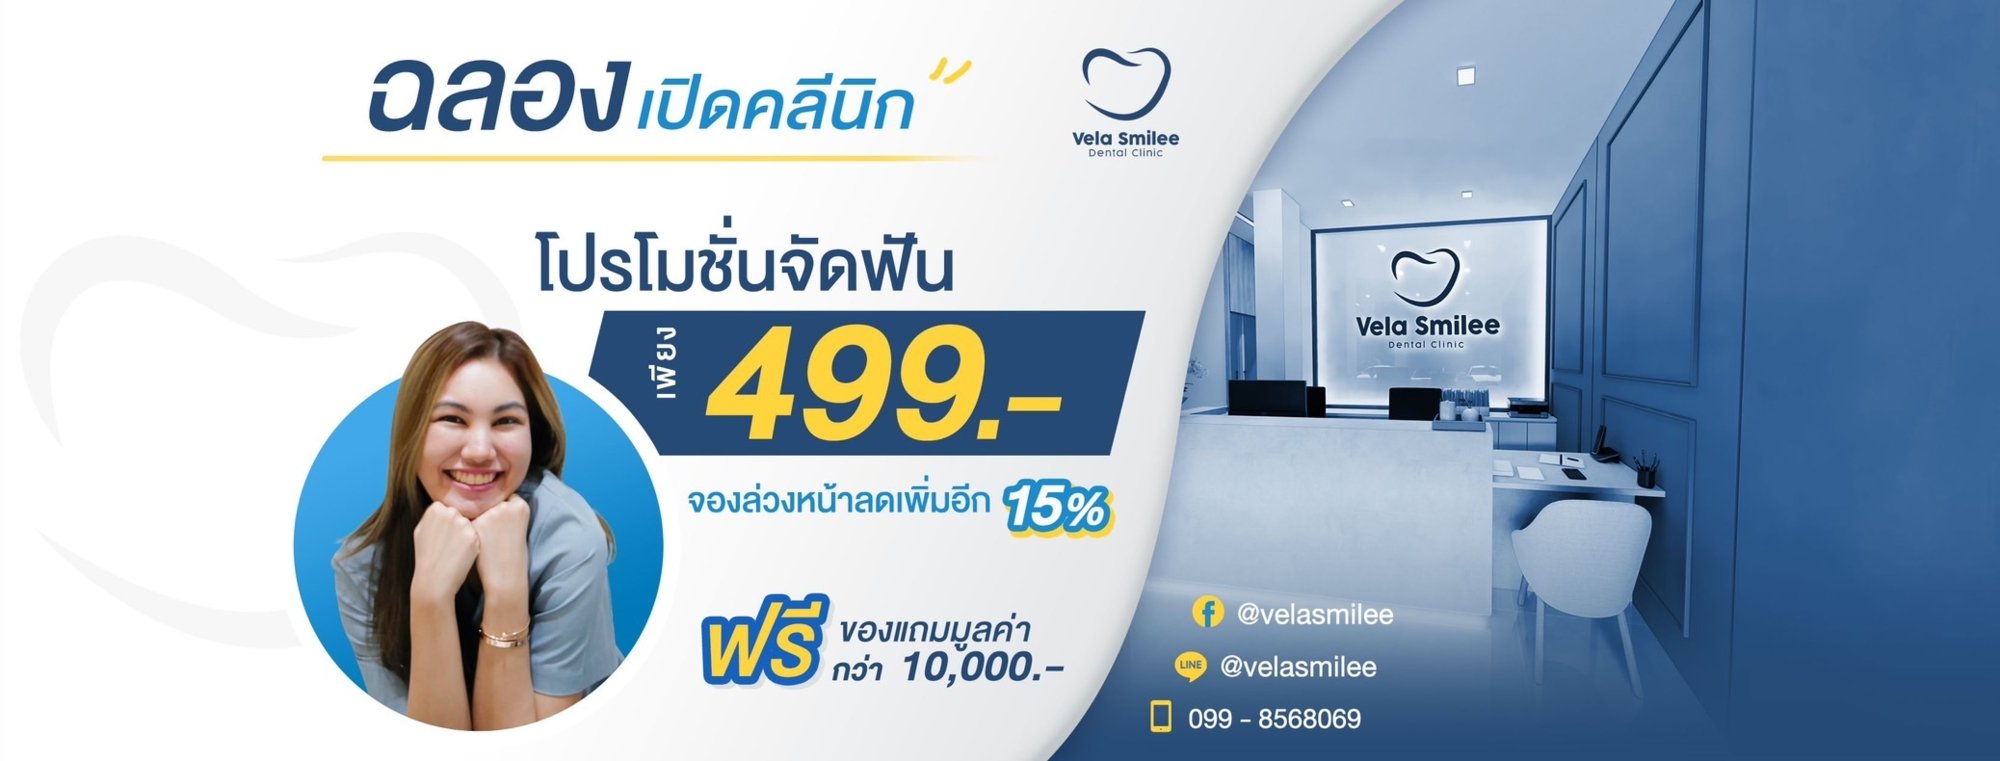 ฉลองเปิดคลีนิก
Vela Smilee
Dental Clinic
โปรโมชั่นจัดฟัน
เพียง
499.-
จองล่วงหน้าลดเพิ่มอีก 15%
ฟรี
ของแถมมูลค่า
กว่า 10,000.-
Vela Smilee
Dental Clinic
@velasmilee
LINE @velasmilee
099 - 8568069